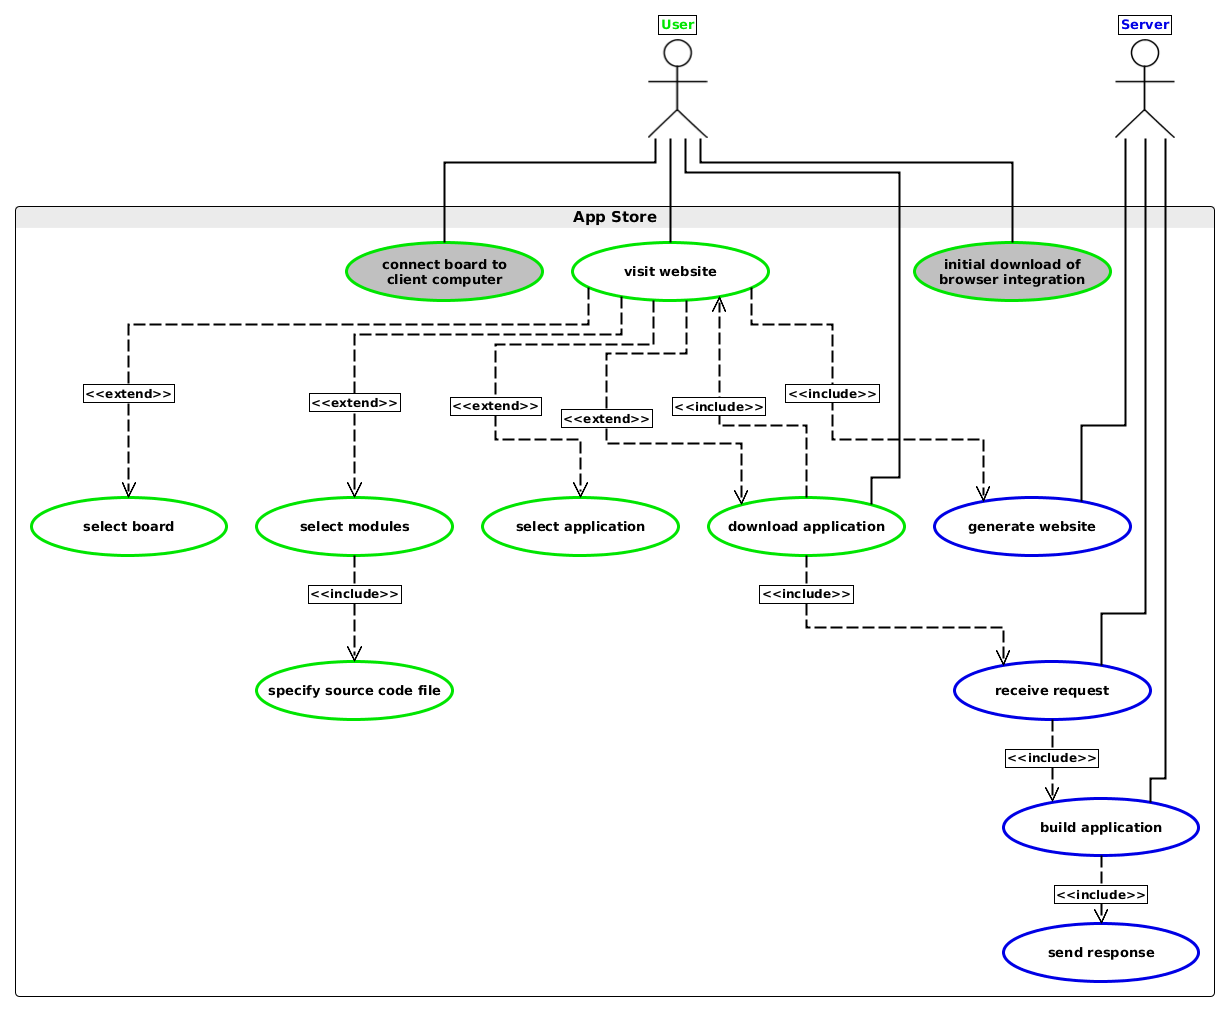 User
Server
App Store
connect board to
client computer
visit website
initial download of
browser integration
<<extend>>
<<extend>>
<<extend>>
<<extend>>
<<include>>
<<include>>
select board
select modules
select application
download application
generate website
<<include>>
<<include>>
specify source code file
receive request
<<include>>
build application
<<include>>
send response